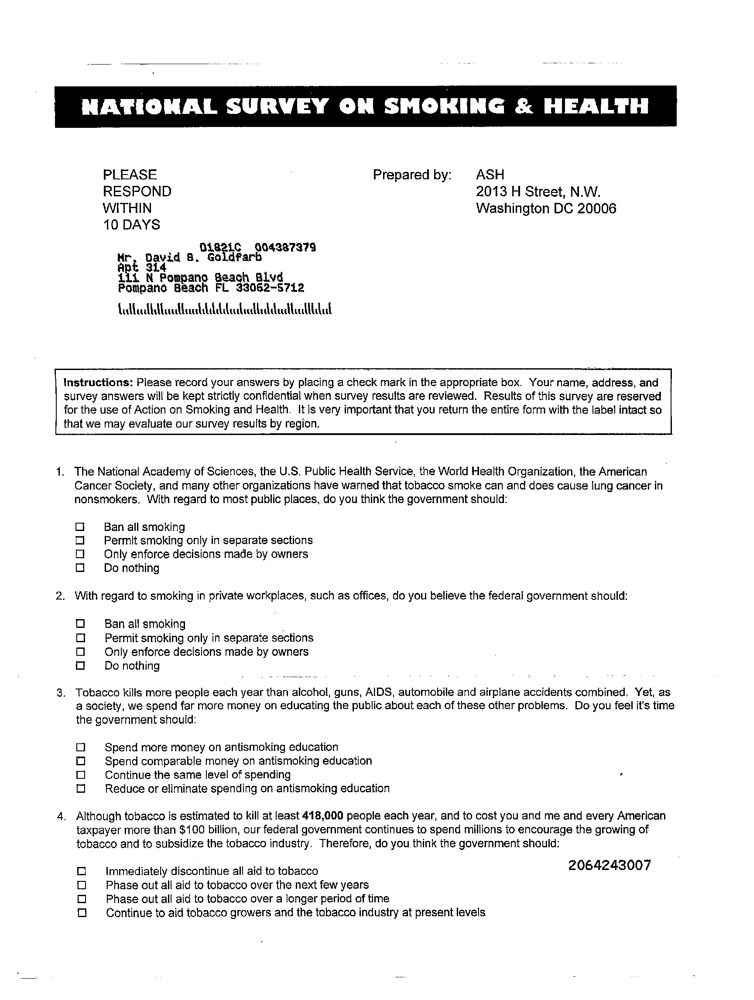 NATIONAL SURVEY ON SMOKING & HEALTH
PLEASE
RESPOND
WITHIN
10 DAYS
Prepared by: ASH
2013 H Street, N.W.
Washington DC 20006
01821C 004387379
Mr. David B. Goldfarb
Apt 314
111 N Pompano Beach Blvd
Pompano Beach FL 33062-5712
Instructions: Please record your answers by placing a check mark in the appropriate box. Your name, address, and
survey answers will be kept strictly confidential when survey results are reviewed. Results of this survey are reserved
for the use of Action on Smoking and Health. It is very important that you return the entire form with the label intact so
that we may evaluate our survey results by region.
1. The National Academy of Sciences, the U.S. Public Health Service, the World Health Organization, the American
Cancer Society, and many other organizations have warned that tobacco smoke can and does cause lung cancer in
nonsmokers. With regard to most public places, do you think the government should:
☐ Ban all smoking
☐ Permit smoking only in separate sections
☐ Only enforce decisions made by owners
☐ Do nothing
2. With regard to smoking in private workplaces, such as offices, do you believe the federal government should:
☐ Ban all smoking
☐ Permit smoking only in separate sections
☐ Only enforce decisions made by owners
☐ Do nothing
3. Tobacco kills more people each year than alcohol, guns, AIDS, automobile and airplane accidents combined. Yet, as
a society, we spend far more money on educating the public about each of these other problems. Do you feel it's time
the government should:
☐ Spend more money on antismoking education
☐ Spend comparable money on antismoking education
☐ Continue the same level of spending
☐ Reduce or eliminate spending on antismoking education
4. Although tobacco is estimated to kill at least 418,000 people each year, and to cost you and me and every American
taxpayer more than $100 billion, our federal government continues to spend millions to encourage the growing of
tobacco and to subsidize the tobacco industry. Therefore, do you think the government should:
☐ Immediately discontinue all aid to tobacco
☐ Phase out all aid to tobacco over the next few years
☐ Phase out all aid to tobacco over a longer period of time
☐ Continue to aid tobacco growers and the tobacco industry at present levels
2064243007